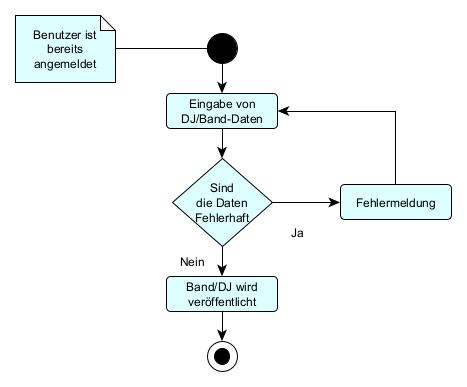 Benutzer ist
bereits
angemeldet
Eingabe von
DJ/Band-Daten
Sind
die Daten
Fehlerhaft
Fehlermeldung
Ja
Nein
Band/DJ wird
veröffentlicht